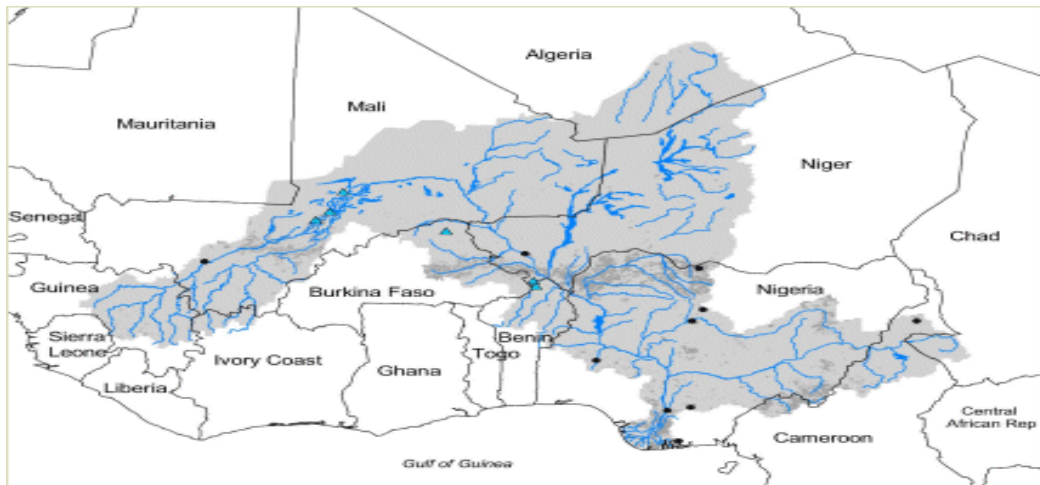 Algeria
Mali
Mauritania
Niger
Senegal
Chad
Guinea
Nigeria
Burkina Faso
Sierra
Leone
Benin
Togo
Ivory Coast
Ghana
Liberia
Central
African Rep
Cameroon
Gulf of Guinea